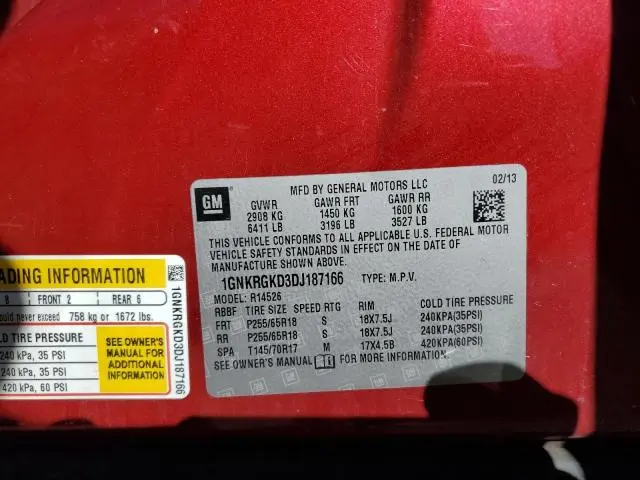 GM
MFD BY GENERAL MOTORS LLC
02/13
GVWR GAWR FRT GAWR RR
2908 KG 1450 KG 1600 KG
6411 LB 3196 LB 3527 LB
THIS VEHICLE CONFORMS TO ALL APPLICABLE U.S. FEDERAL MOTOR
VEHICLE SAFETY STANDARDS IN EFFECT ON THE DATE OF
MANUFACTURE SHOWN ABOVE.
1GNKRGKD3DJ187166 TYPE: M.P.V.
MODEL: R14526
RBBF TIRE SIZE SPEED RTG RIM COLD TIRE PRESSURE
FRT P255/65R18 S 18X7.5J 240KPA(35PSI)
RR P255/65R18 S 18X7.5J 240KPA(35PSI)
SPA T145/70R17 M 17X4.5B 420KPA(60PSI)
SEE OWNER'S MANUAL FOR MORE INFORMATION.
ADING INFORMATION
8 FRONT 2 REAR 6
ould never exceed 758 kg or 1672 lbs.
LD TIRE PRESSURE
240 kPa, 35 PSI
240 kPa, 35 PSI
420 kPa, 60 PSI
SEE OWNER'S
MANUAL FOR
ADDITIONAL
INFORMATION
1GNKRGKD3DJ187166